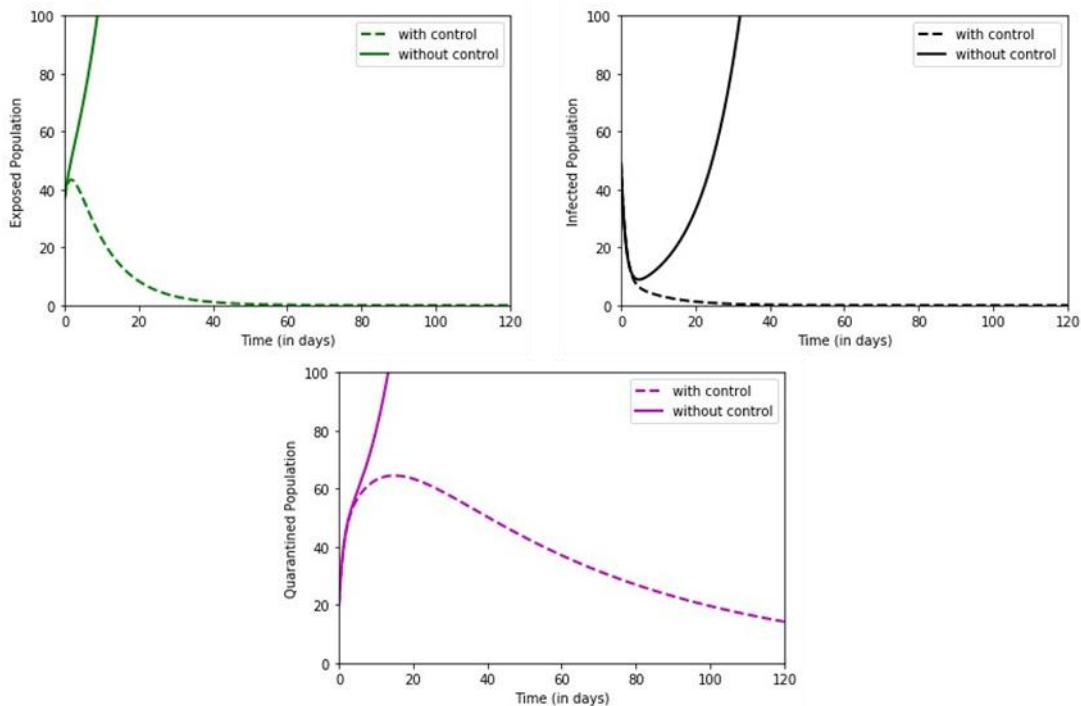 100
80
60
40
20
0
Exposed Population
with control
without control
0 20 40 60 80 100 120
Time (in days)
100
80
60
40
20
0
Infected Population
with control
without control
0 20 40 60 80 100 120
Time (in days)
100
80
60
40
20
0
Quarantined Population
with control
without control
0 20 40 60 80 100 120
Time (in days)